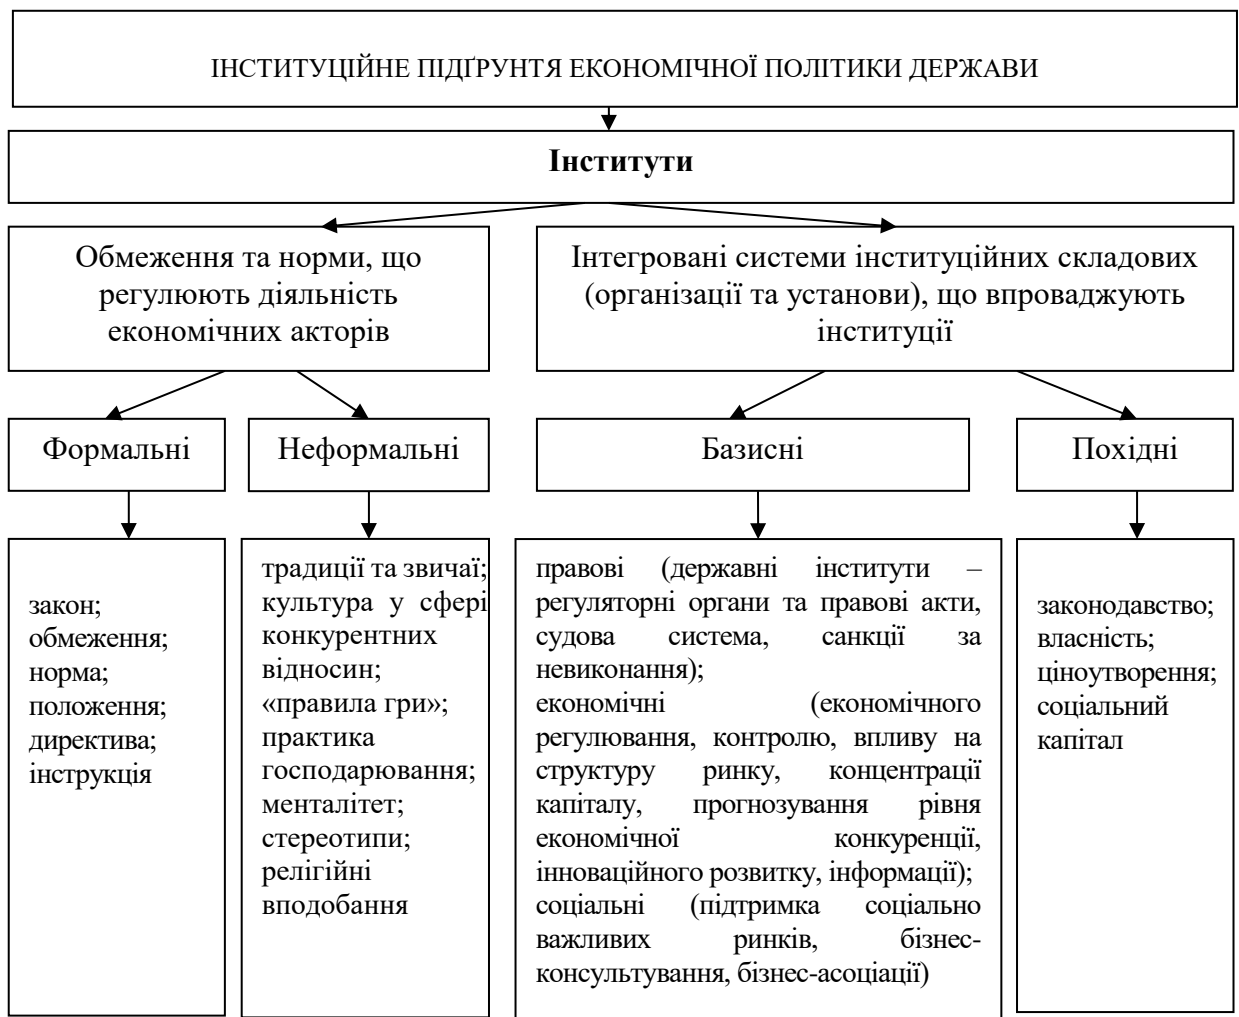 ІНСТИТУЦІЙНЕ ПІДҐРУНТЯ ЕКОНОМІЧНОЇ ПОЛІТИКИ ДЕРЖАВИ
Інститути
Обмеження та норми, що
регулюють діяльність
економічних акторів
Інтегровані системи інституційних складових
(організації та установи), що впроваджують
інституції
Формальні
Неформальні
Базисні
Похідні
закон;
обмеження;
норма;
положення;
директива;
інструкція
традиції та звичаї;
культура у сфері
конкурентних
відносин;
«правила гри»;
практика
господарювання;
менталітет;
стереотипи;
релігійні
вподобання
правові (державні інститути –
регуляторні органи та правові акти,
судова система, санкції за
невиконання);
економічні (економічного
регулювання, контролю, впливу на
структуру ринку, концентрації
капіталу, прогнозування рівня
економічної конкуренції,
інноваційного розвитку, інформації);
соціальні (підтримка соціально
важливих ринків, бізнес-
консультування, бізнес-асоціації)
законодавство;
власність;
ціноутворення;
соціальний
капітал